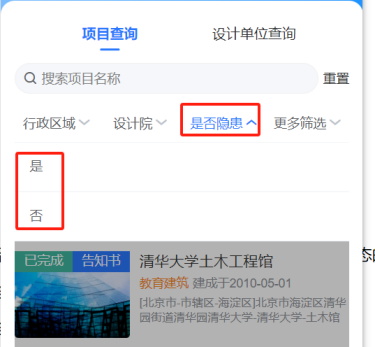 项目查询 设计单位查询
搜索项目名称 重置
行政区域 设计院 是否隐患 更多筛选
是
否
已完成 告知书 清华大学土木工程馆
教育建筑 建成于2010-05-01
[北京市-市辖区-海淀区]北京市海淀区清华
园街道清华园清华大学-清华大学-土木馆